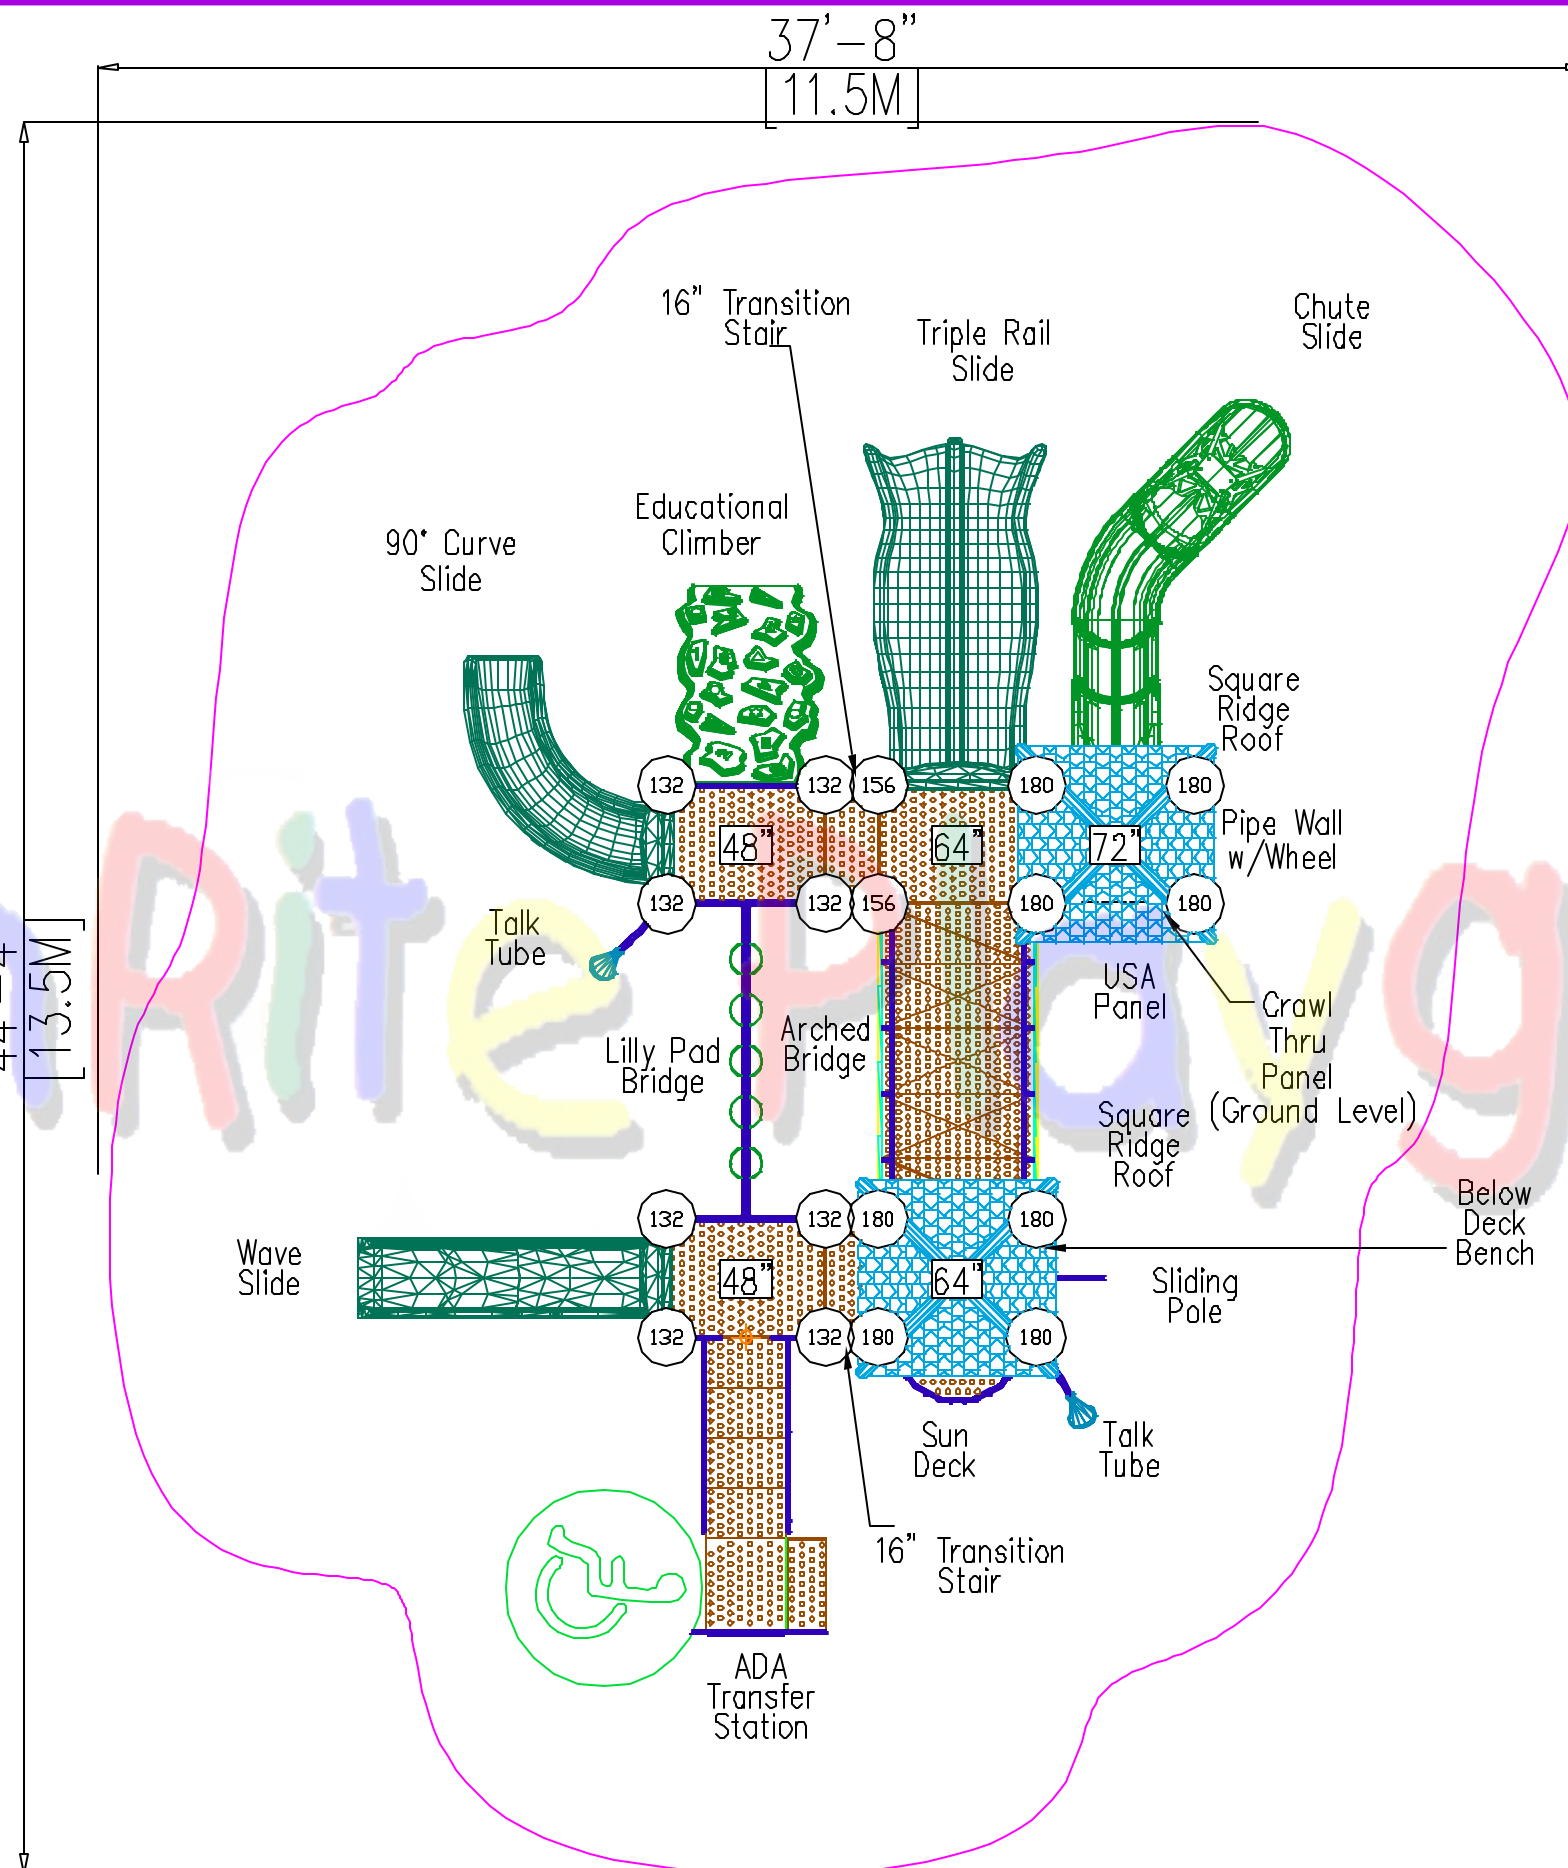 37'-8"
[11.5M]
16" Transition
Stair
Triple Rail
Slide
Chute
Slide
Educational
Climber
90° Curve
Slide
Square
Ridge
Roof
132
132
156
180
180
48"
64"
72"
Pipe Wall
w/Wheel
132
132
156
180
180
Talk
Tube
USA
Panel
Crawl
Thru
Panel
(Ground Level)
Lilly Pad
Bridge
Arched
Bridge
[13.5M]
Rite Playg
Square
Ridge
Roof
Below
Deck
Bench
132
132
180
180
Wave
Slide
48"
64"
Sliding
Pole
132
132
180
180
Sun
Deck
Talk
Tube
16" Transition
Stair
ADA
Transfer
Station